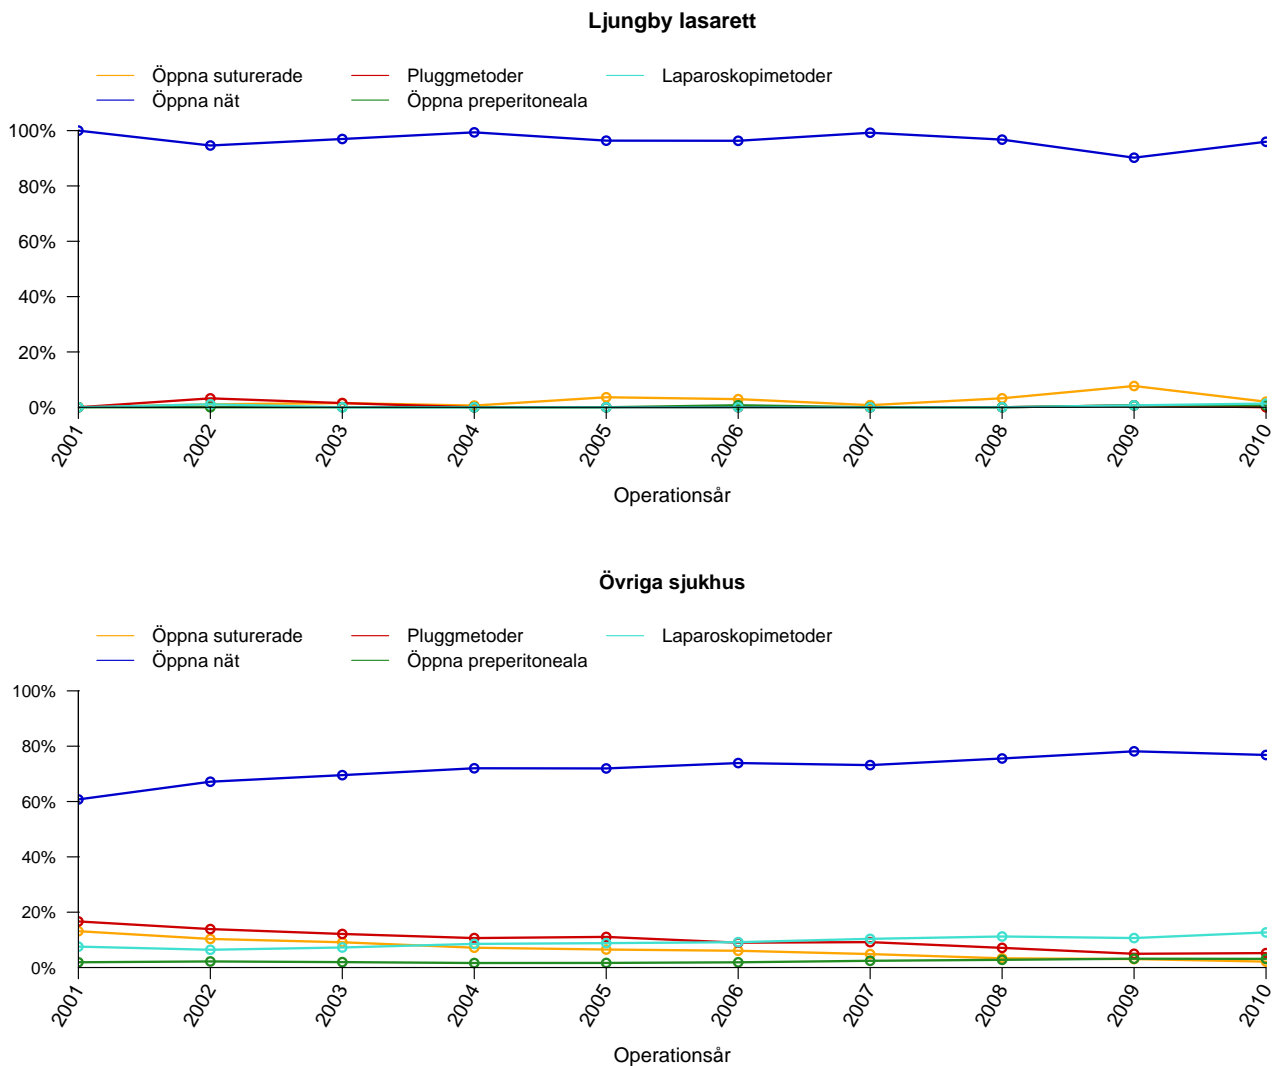 Ljungby lasarett
Öppna suturerade Pluggmetoder Laparoskopimetoder
Öppna nät Öppna preperitoneala
100%
80%
60%
40%
20%
0%
2001 2002 2003 2004 2005 2006 2007 2008 2009 2010
Operationsår
Övriga sjukhus
Öppna suturerade Pluggmetoder Laparoskopimetoder
Öppna nät Öppna preperitoneala
100%
80%
60%
40%
20%
0%
2001 2002 2003 2004 2005 2006 2007 2008 2009 2010
Operationsår